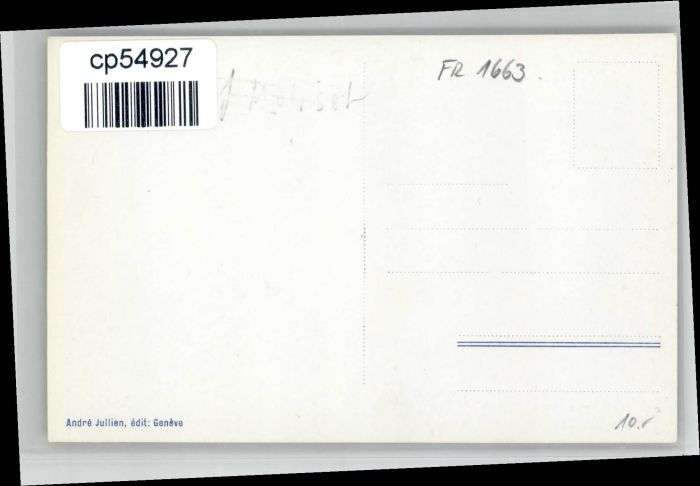 cp54927
FR 1663.
André Jullien, édit: Genève
10.-